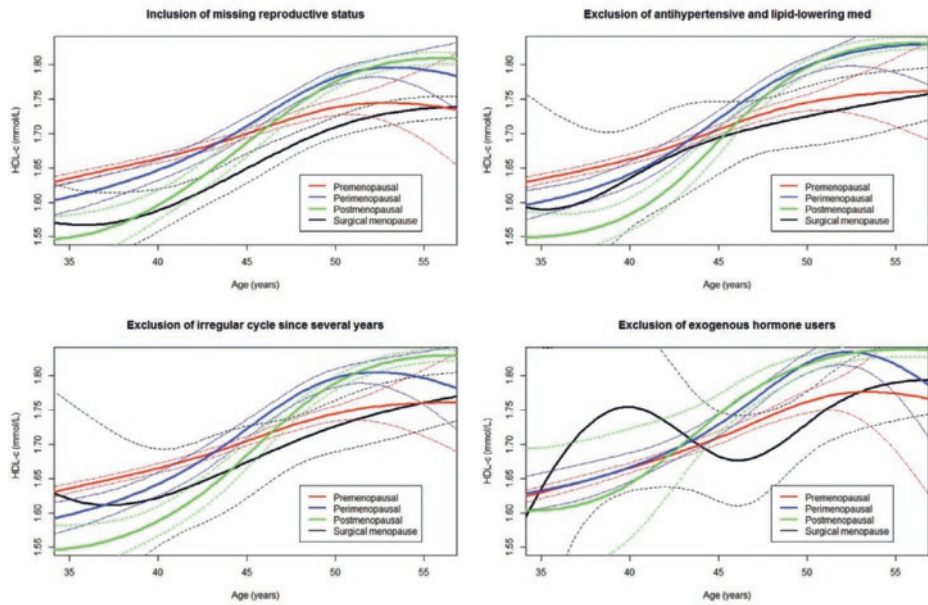 Inclusion of missing reproductive status
HDL-c (mmol/L)
1.55 1.60 1.65 1.70 1.75 1.80
Premenopausal
Perimenopausal
Postmenopausal
Surgical menopause
35 40 45 50 55
Age (years)
Exclusion of antihypertensive and lipid-lowering med
HDL-c (mmol/L)
1.55 1.60 1.65 1.70 1.75 1.80
Premenopausal
Perimenopausal
Postmenopausal
Surgical menopause
35 40 45 50 55
Age (years)
Exclusion of irregular cycle since several years
HDL-c (mmol/L)
1.55 1.60 1.65 1.70 1.75 1.80
Premenopausal
Perimenopausal
Postmenopausal
Surgical menopause
35 40 45 50 55
Age (years)
Exclusion of exogenous hormone users
HDL-c (mmol/L)
1.55 1.60 1.65 1.70 1.75 1.80
Premenopausal
Perimenopausal
Postmenopausal
Surgical menopause
35 40 45 50 55
Age (years)